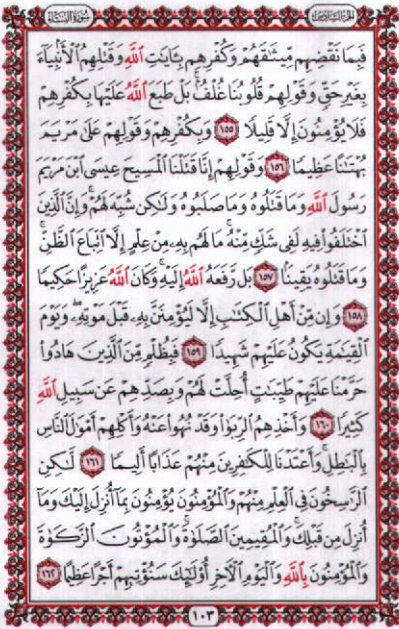 سورة النساء
الجزء السادس
فَبِمَا نَقْضِهِم مِّيثَٰقَهُمْ وَكُفْرِهِم بِـَٔايَٰتِ ٱللَّهِ وَقَتْلِهِمُ ٱلْأَنۢبِيَآءَ
بِغَيْرِ حَقٍّ وَقَوْلِهِمْ قُلُوبُنَا غُلْفٌۢ ۚ بَلْ طَبَعَ ٱللَّهُ عَلَيْهَا بِكُفْرِهِمْ
فَلَا يُؤْمِنُونَ إِلَّا قَلِيلًا ١٥٥ وَبِكُفْرِهِمْ وَقَوْلِهِمْ عَلَىٰ مَرْيَمَ
بُهْتَٰنًا عَظِيمًا ١٥٦ وَقَوْلِهِمْ إِنَّا قَتَلْنَا ٱلْمَسِيحَ عِيسَى ٱبْنَ مَرْيَمَ
رَسُولَ ٱللَّهِ وَمَا قَتَلُوهُ وَمَا صَلَبُوهُ وَلَٰكِن شُبِّهَ لَهُمْ ۚ وَإِنَّ ٱلَّذِينَ
ٱخْتَلَفُوا۟ فِيهِ لَفِى شَكٍّ مِّنْهُ ۚ مَا لَهُم بِهِۦ مِنْ عِلْمٍ إِلَّا ٱتِّبَاعَ ٱلظَّنِّ ۚ
وَمَا قَتَلُوهُ يَقِينًۢا ١٥٧ بَل رَّفَعَهُ ٱللَّهُ إِلَيْهِ ۚ وَكَانَ ٱللَّهُ عَزِيزًا حَكِيمًا
١٥٨ وَإِن مِّنْ أَهْلِ ٱلْكِتَٰبِ إِلَّا لَيُؤْمِنَنَّ بِهِۦ قَبْلَ مَوْتِهِۦ ۖ وَيَوْمَ
ٱلْقِيَٰمَةِ يَكُونُ عَلَيْهِمْ شَهِيدًا ١٥٩ فَبِظُلْمٍ مِّنَ ٱلَّذِينَ هَادُوا۟
حَرَّمْنَا عَلَيْهِمْ طَيِّبَٰتٍ أُحِلَّتْ لَهُمْ وَبِصَدِّهِمْ عَن سَبِيلِ ٱللَّهِ
كَثِيرًا ١٦٠ وَأَخْذِهِمُ ٱلرِّبَوٰا۟ وَقَدْ نُهُوا۟ عَنْهُ وَأَكْلِهِمْ أَمْوَٰلَ ٱلنَّاسِ
بِٱلْبَٰطِلِ ۚ وَأَعْتَدْنَا لِلْكَٰفِرِينَ مِنْهُمْ عَذَابًا أَلِيمًا ١٦١ لَّٰكِنِ
ٱلرَّٰسِخُونَ فِى ٱلْعِلْمِ مِنْهُمْ وَٱلْمُؤْمِنُونَ يُؤْمِنُونَ بِمَآ أُنزِلَ إِلَيْكَ وَمَآ
أُنزِلَ مِن قَبْلِكَ ۚ وَٱلْمُقِيمِينَ ٱلصَّلَوٰةَ ۚ وَٱلْمُؤْتُونَ ٱلزَّكَوٰةَ
وَٱلْمُؤْمِنُونَ بِٱللَّهِ وَٱلْيَوْمِ ٱلْءَاخِرِ أُو۟لَٰٓئِكَ سَنُؤْتِيهِمْ أَجْرًا عَظِيمًا ١٦٢
١٠٣